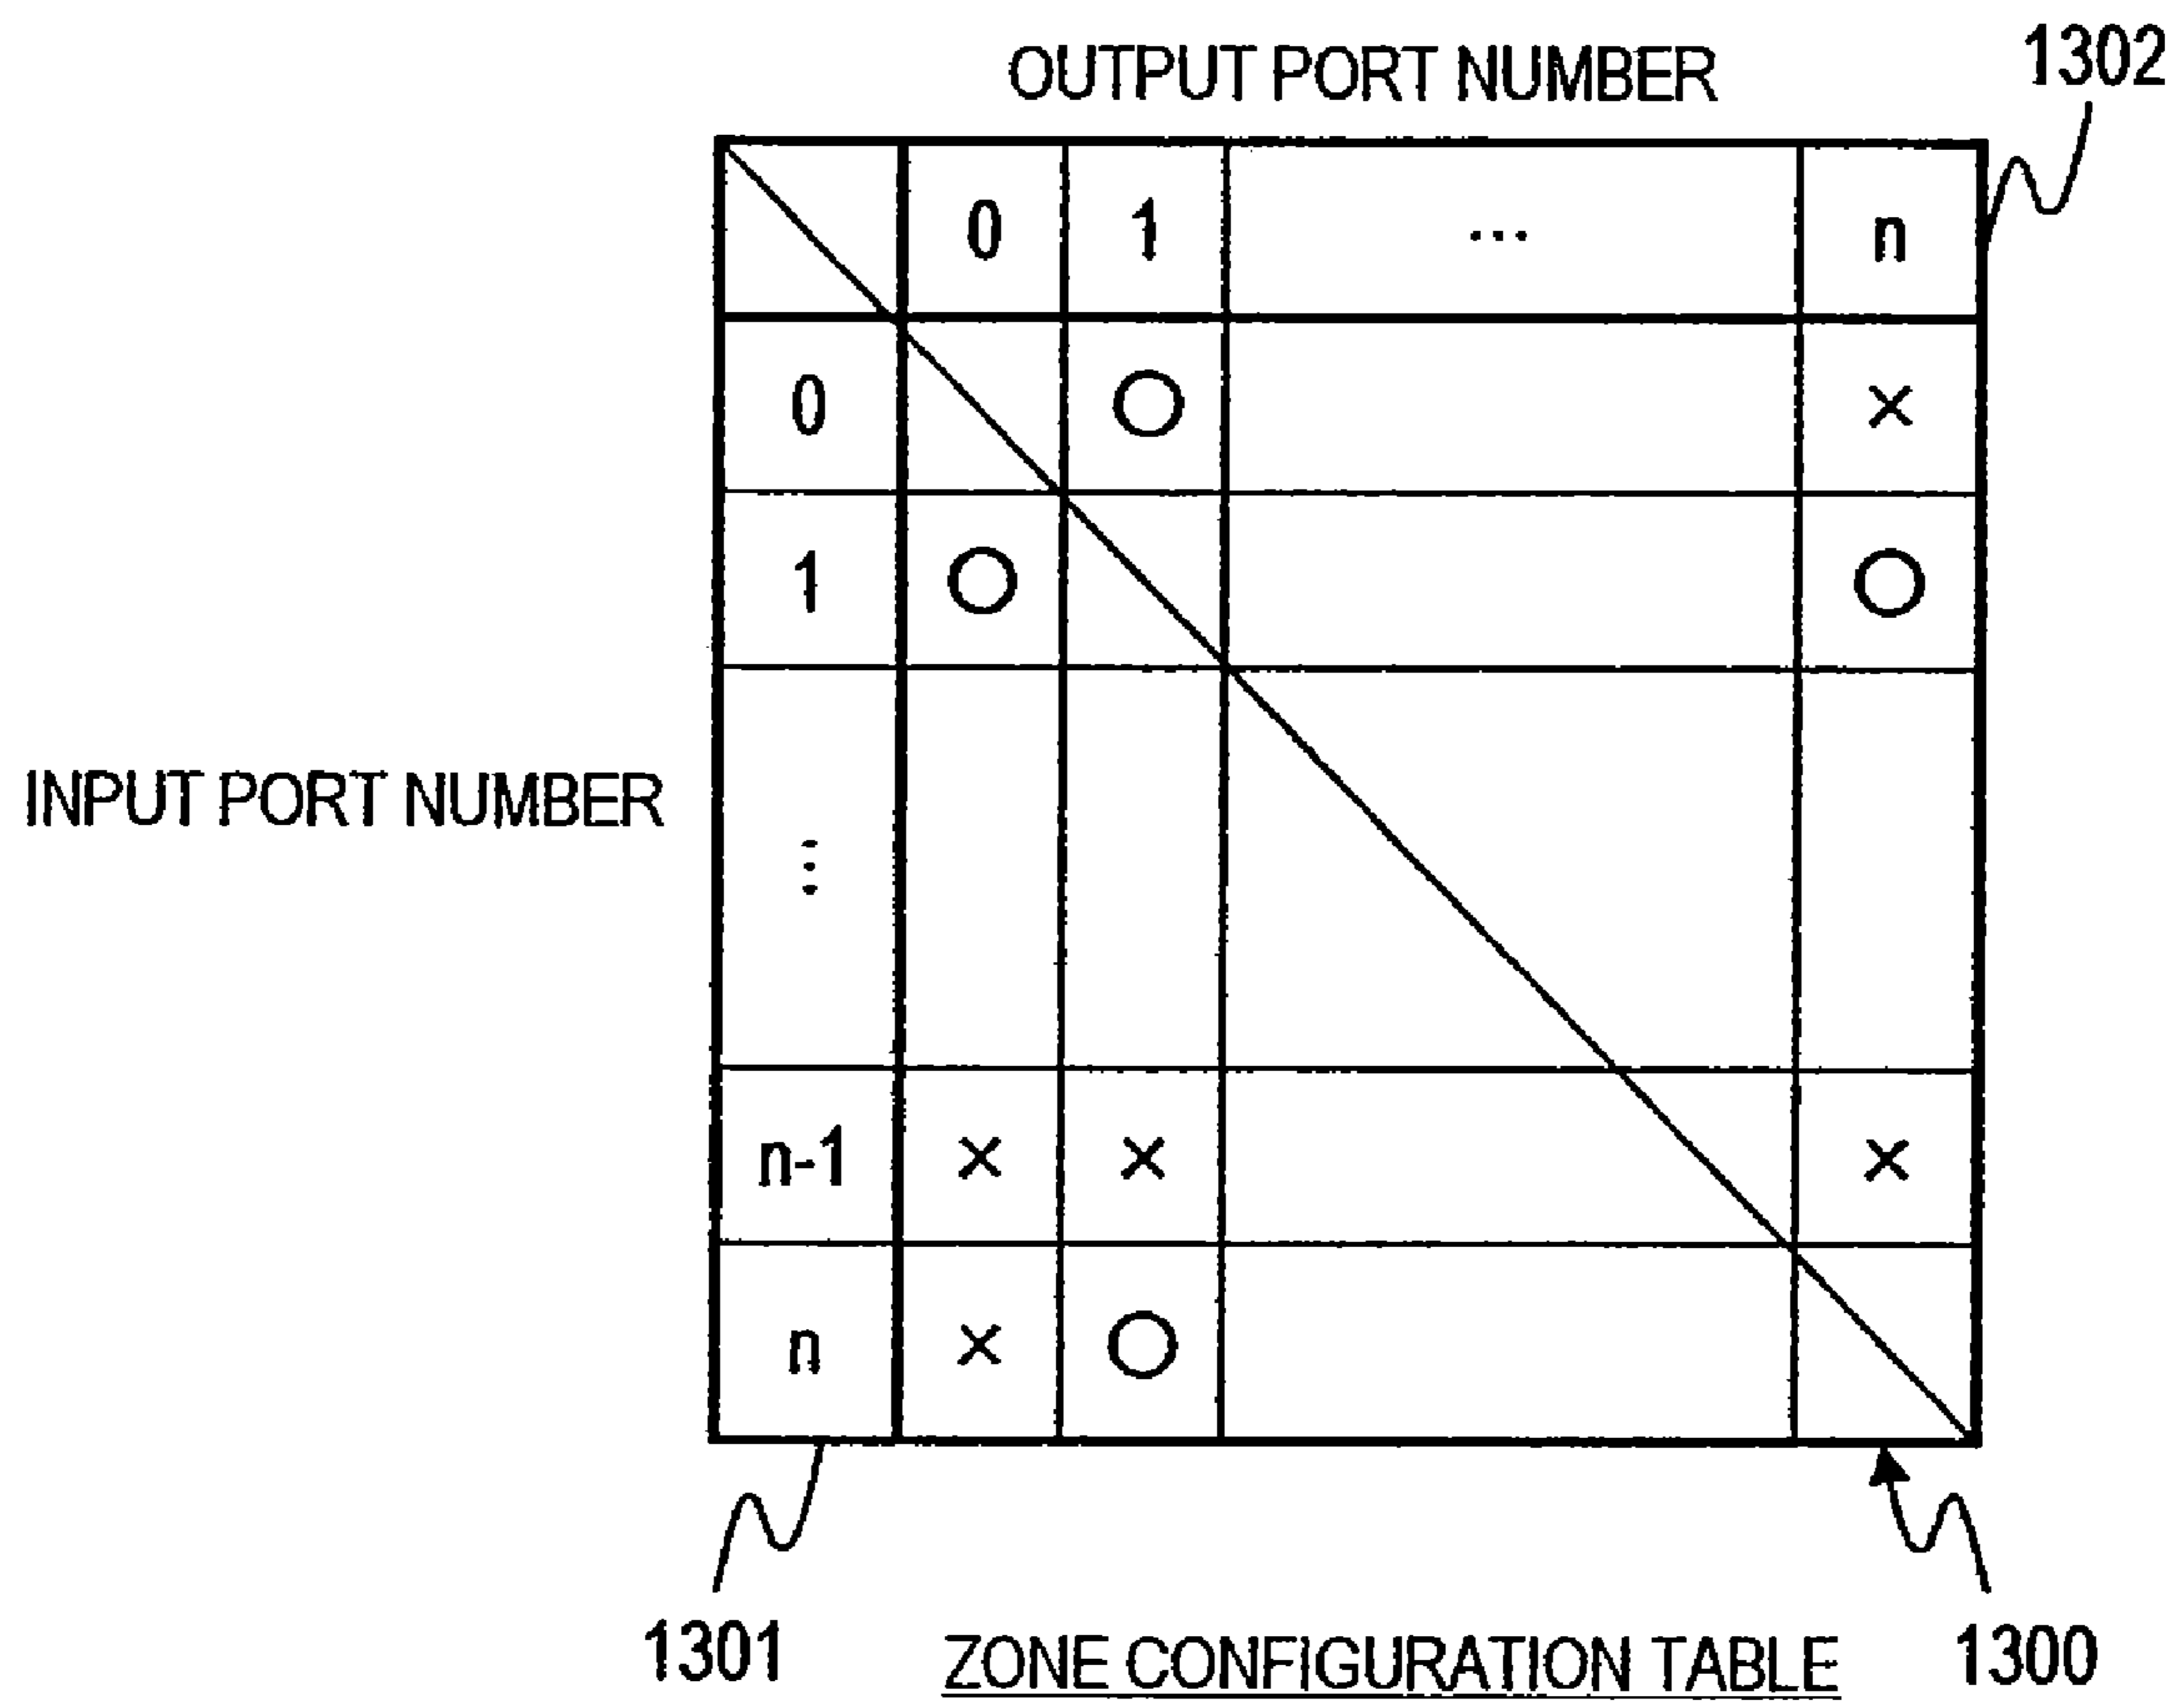 OUTPUT PORT NUMBER
1302
0 1 ... n
0 ○ ×
1 ○ ○
INPUT PORT NUMBER
⋮
n-1 × × ×
n × ○
1301
ZONE CONFIGURATION TABLE
1300